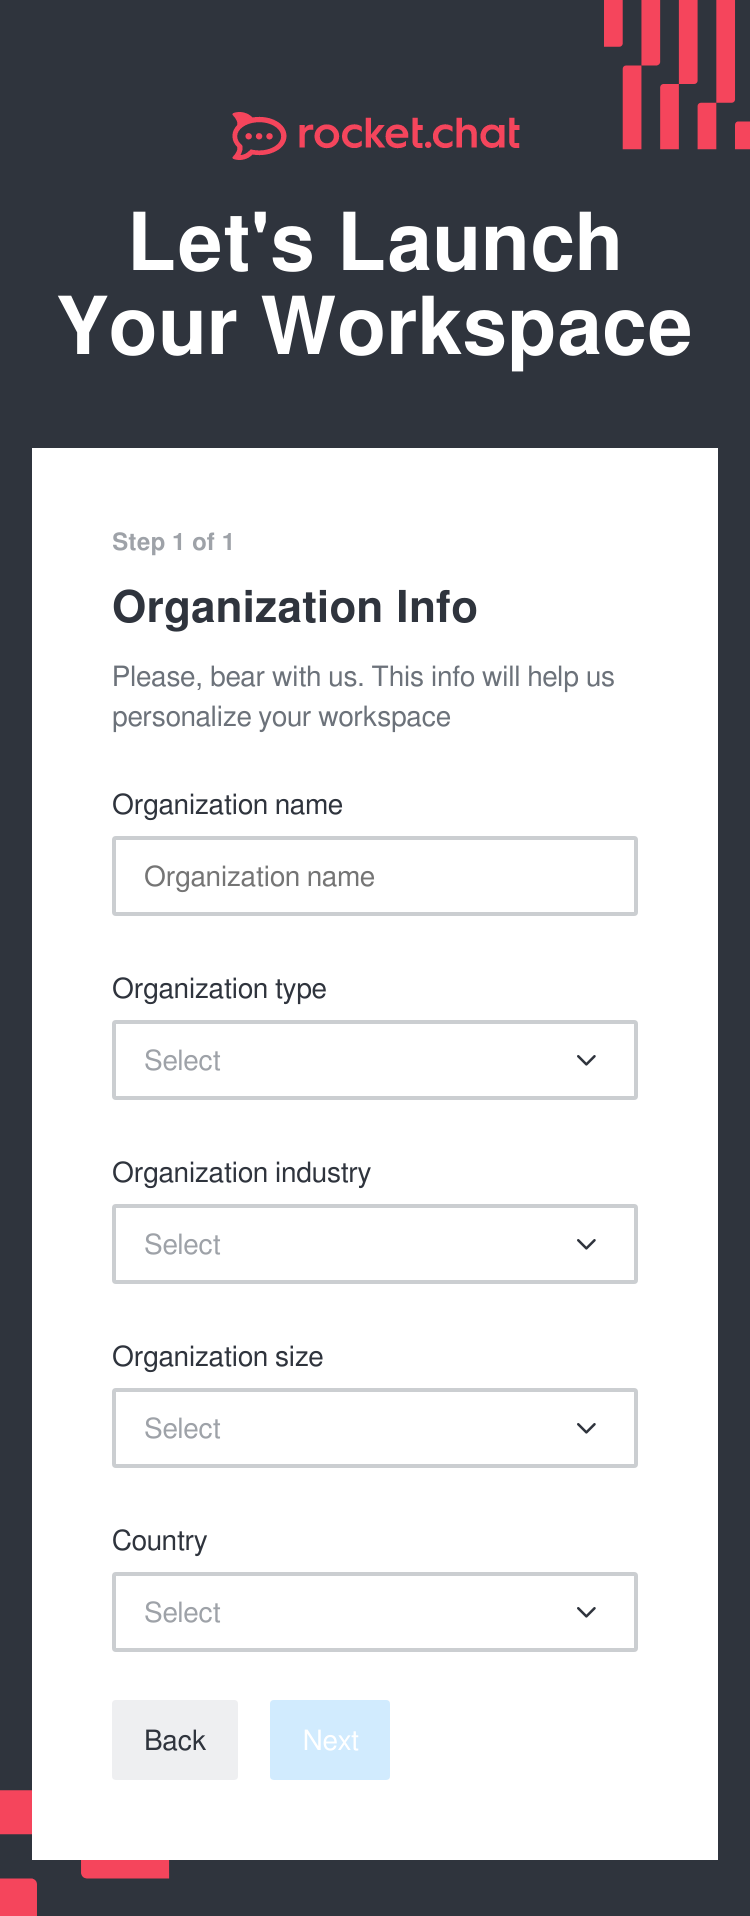 rocket.chat
Let's Launch
Your Workspace
Step 1 of 1
Organization Info
Please, bear with us. This info will help us
personalize your workspace
Organization name
Organization name
Organization type
Select
Organization industry
Select
Organization size
Select
Country
Select
Back Next